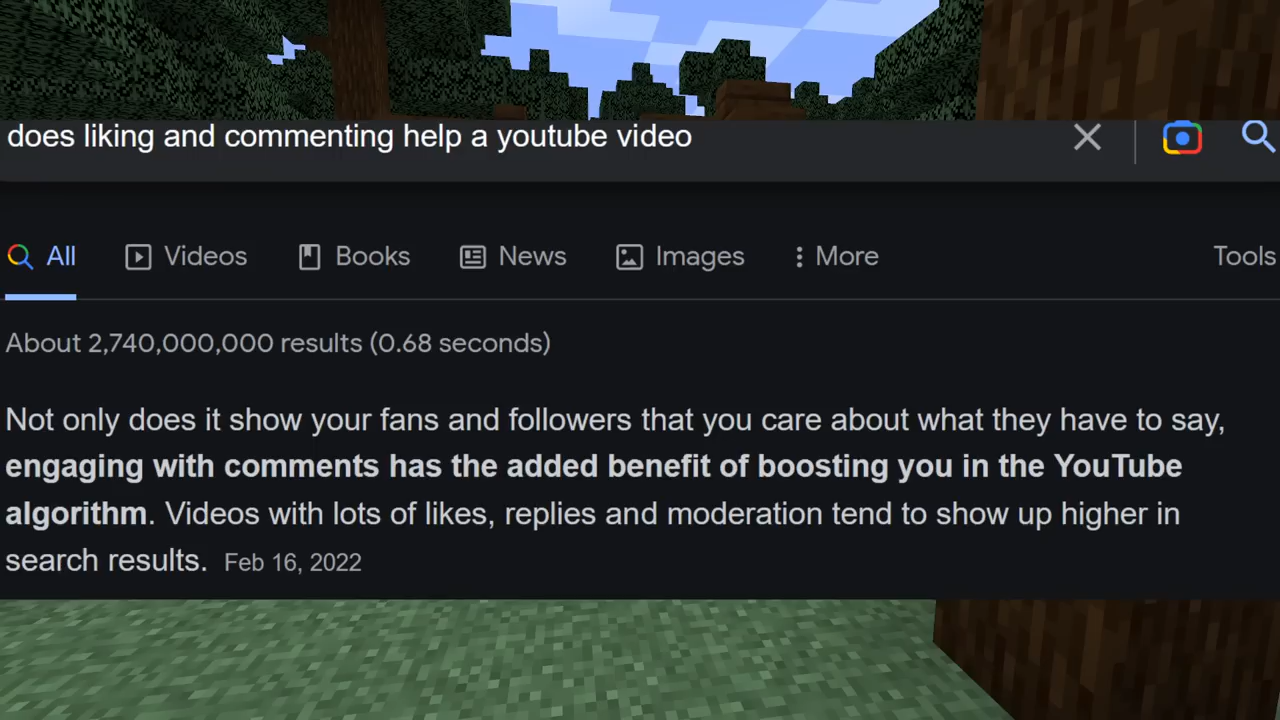 does liking and commenting help a youtube video
All Videos Books News Images More Tools
About 2,740,000,000 results (0.68 seconds)
Not only does it show your fans and followers that you care about what they have to say,
engaging with comments has the added benefit of boosting you in the YouTube
algorithm. Videos with lots of likes, replies and moderation tend to show up higher in
search results. Feb 16, 2022